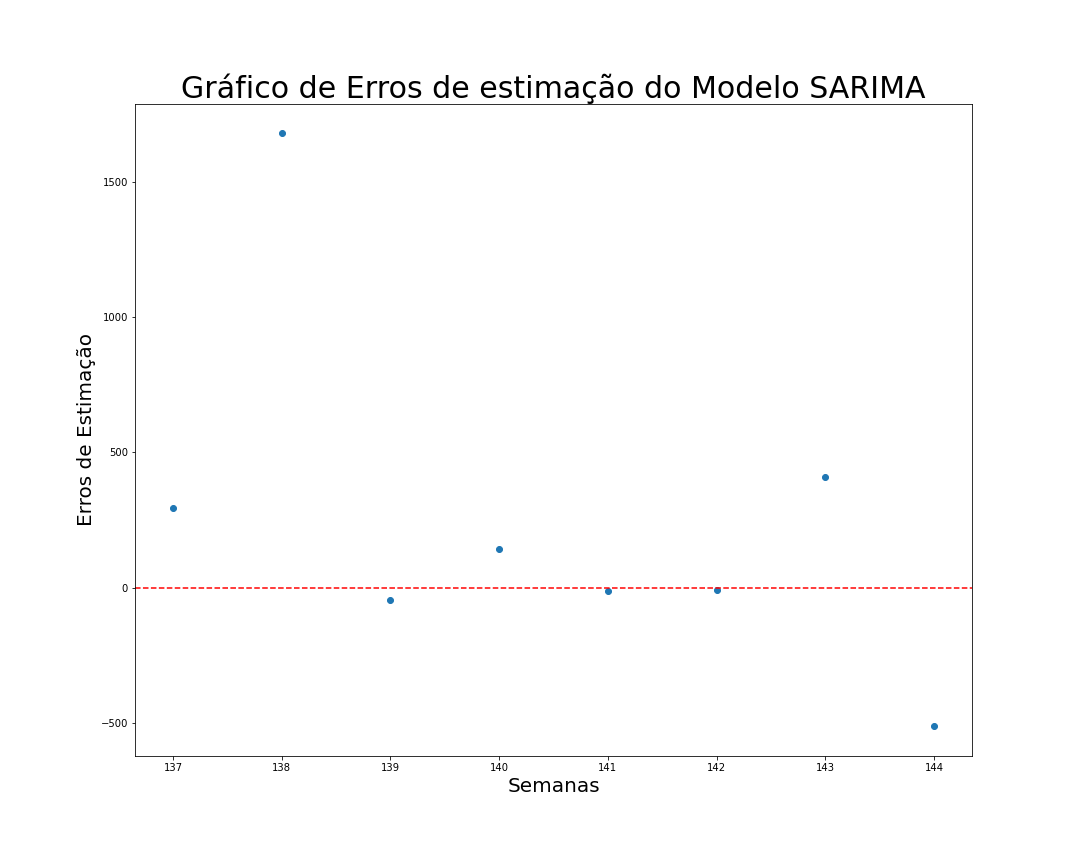 Gráfico de Erros de estimação do Modelo SARIMA
Erros de Estimação
1500
1000
500
0
−500
137 138 139 140 141 142 143 144
Semanas